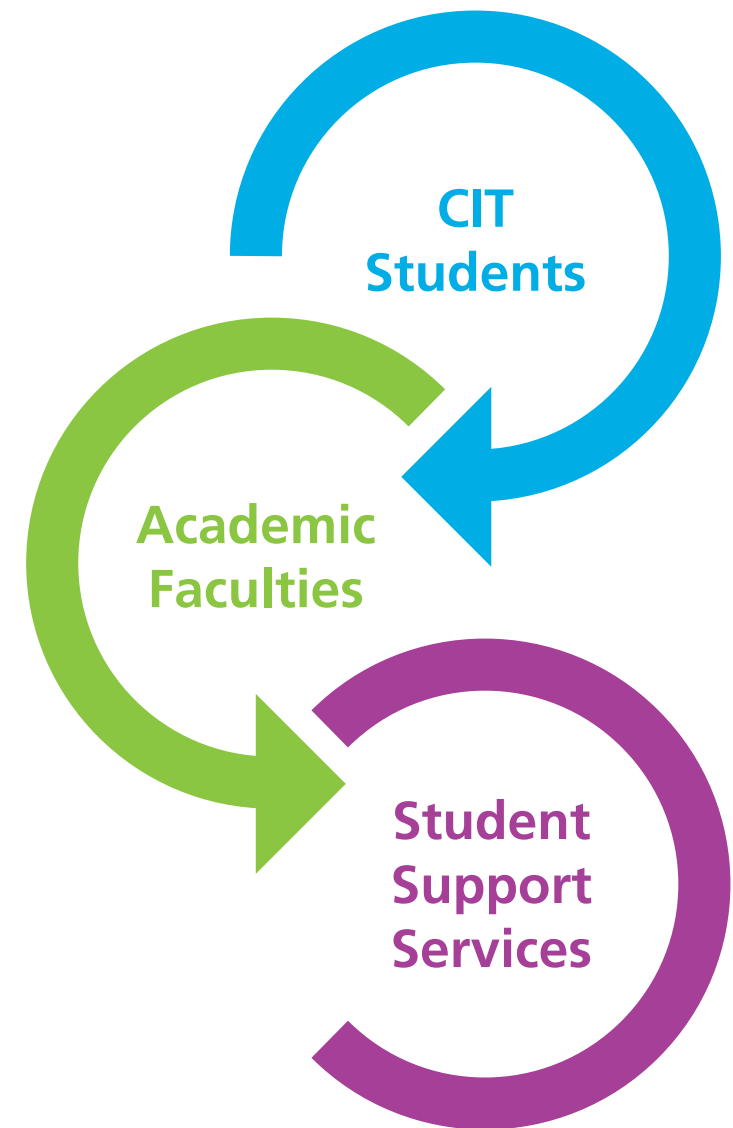 CIT
Students
Academic
Faculties
Student
Support
Services